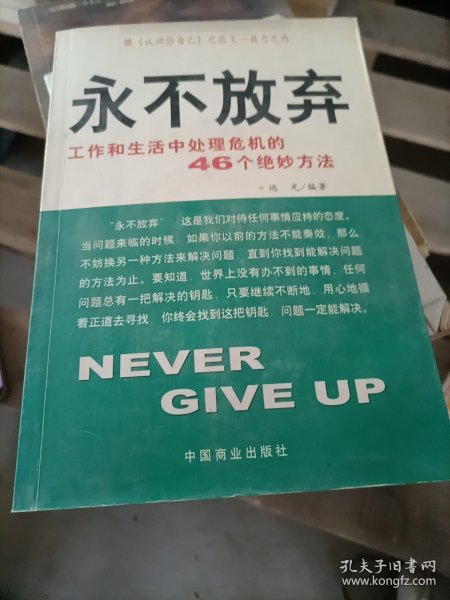 继《认识你自己》之后又一鼎力之作
永不放弃
工作和生活中处理危机的
46个绝妙方法
远光/编著
“永不放弃” 这是我们对待任何事情应持的态度。
当问题来临的时候，如果你以前的方法不能奏效，那么
不妨换另一种方法来解决问题，直到你找到能解决问题
的方法为止。要知道，世界上没有办不到的事情，任何
问题总有一把解决的钥匙，只要继续不断地，用心地循
着正道去寻找，你终会找到这把钥匙，问题一定能解决。
NEVER
GIVE UP
中国商业出版社
孔夫子旧书网
www.kongfz.com